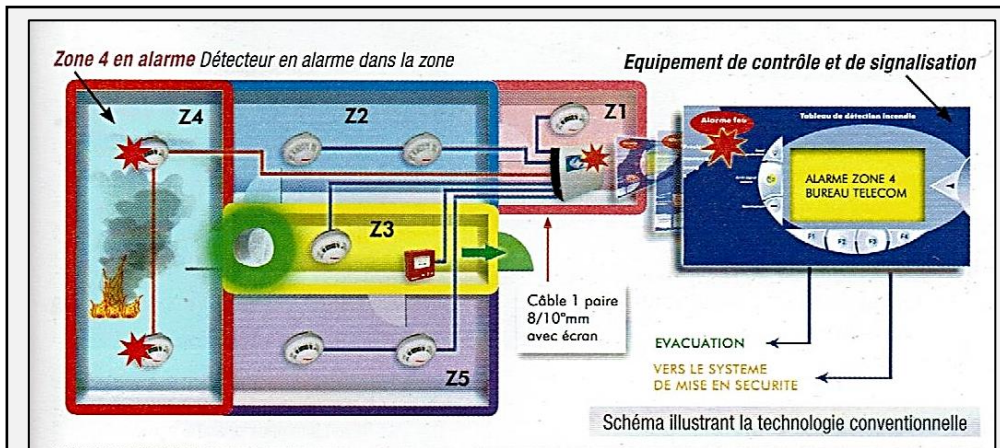 Zone 4 en alarme Détecteur en alarme dans la zone
Equipement de contrôle et de signalisation
Z4
Z2
Z1
Z3
Z5
Alarme feu
Tableau de détection incendie
ALARME ZONE 4
BUREAU TELECOM
F1 F2 F3 F4
Câble 1 paire
8/10°mm
avec écran
EVACUATION
VERS LE SYSTEME
DE MISE EN SECURITE
Schéma illustrant la technologie conventionnelle